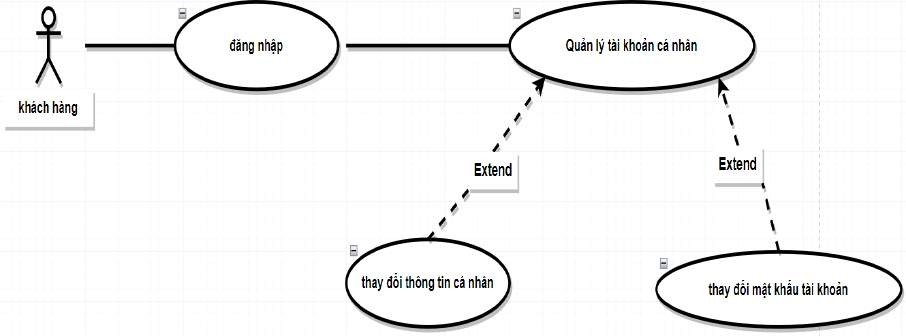 đăng nhập
Quản lý tài khoản cá nhân
khách hàng
Extend
Extend
thay đổi thông tin cá nhân
thay đổi mật khẩu tài khoản